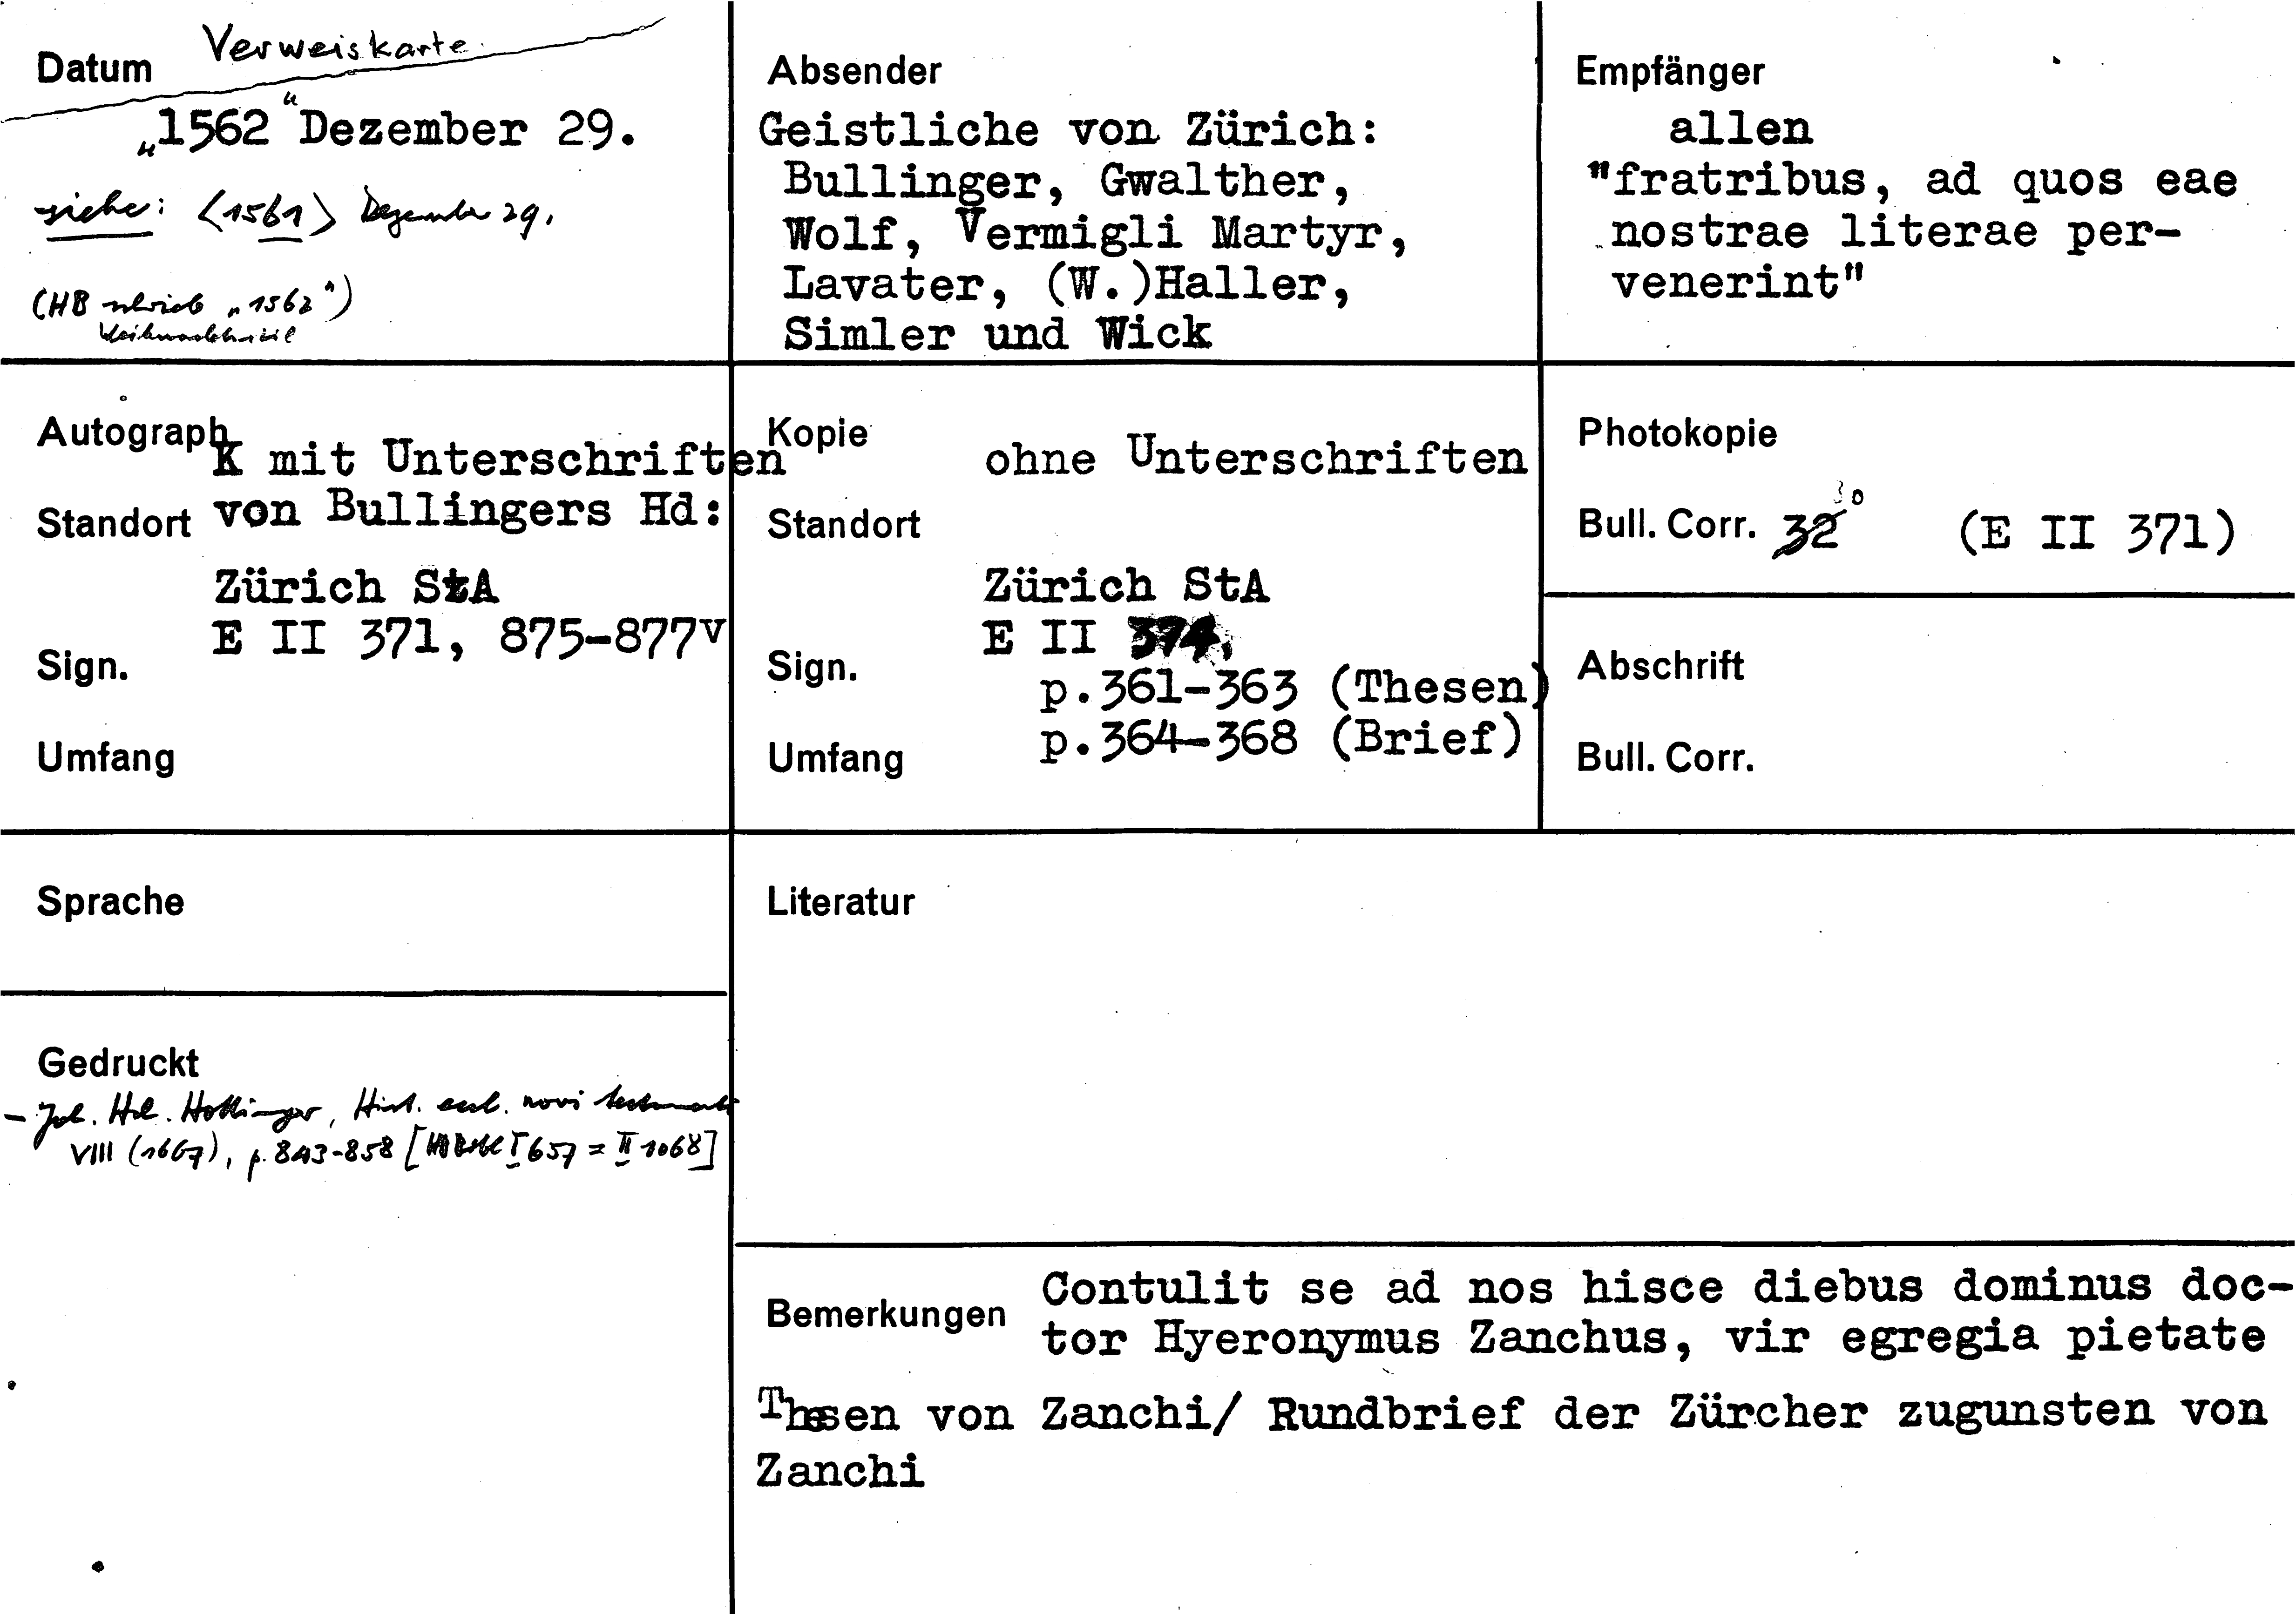 Verweiskarte.
Datum
„1562“ Dezember 29.
siehe: <1561> Dezember 29.
(HB schrieb „1562“)
Weihnachtsstil
Absender
Geistliche von Zürich:
Bullinger, Gwalther,
Wolf, Vermigli Martyr,
Lavater, (W.)Haller,
Simler und Wick
Empfänger
allen
"fratribus, ad quos eae
nostrae literae per-
venerint"
Autograph
K mit Unterschriften
von Bullingers Hd:
Standort
Zürich StA
E II 371, 875-877v
Sign.
Umfang
Kopie
ohne Unterschriften
Standort
Zürich StA
E II 374,
Sign.
p.361-363 (Thesen)
p.364-368 (Brief)
Umfang
Photokopie
Bull. Corr. 32 30 (E II 371)
Abschrift
Bull. Corr.
Sprache
Literatur
Gedruckt
- Joh. Hch. Hottinger, Hist. eccl. novi testamenti
VIII (1667), p. 843-858 [HBBibl I 657 = II 1068]
Bemerkungen
Contulit se ad nos hisce diebus dominus doc-
tor Hyeronymus Zanchus, vir egregia pietate
Thesen von Zanchi/ Rundbrief der Zürcher zugunsten von
Zanchi